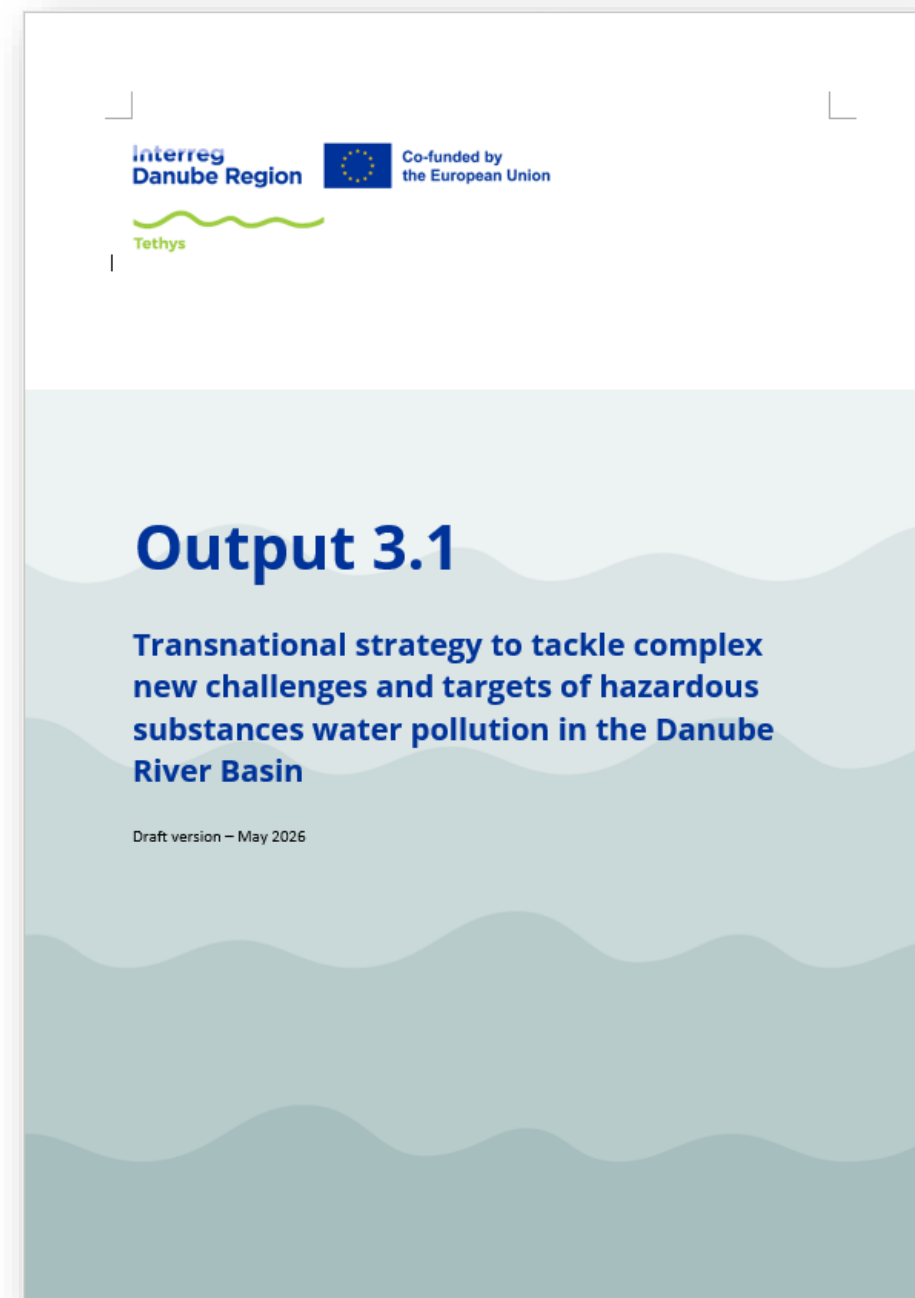 Interreg
Danube Region
Co-funded by
the European Union
Tethys
Output 3.1
Transnational strategy to tackle complex
new challenges and targets of hazardous
substances water pollution in the Danube
River Basin
Draft version – May 2026